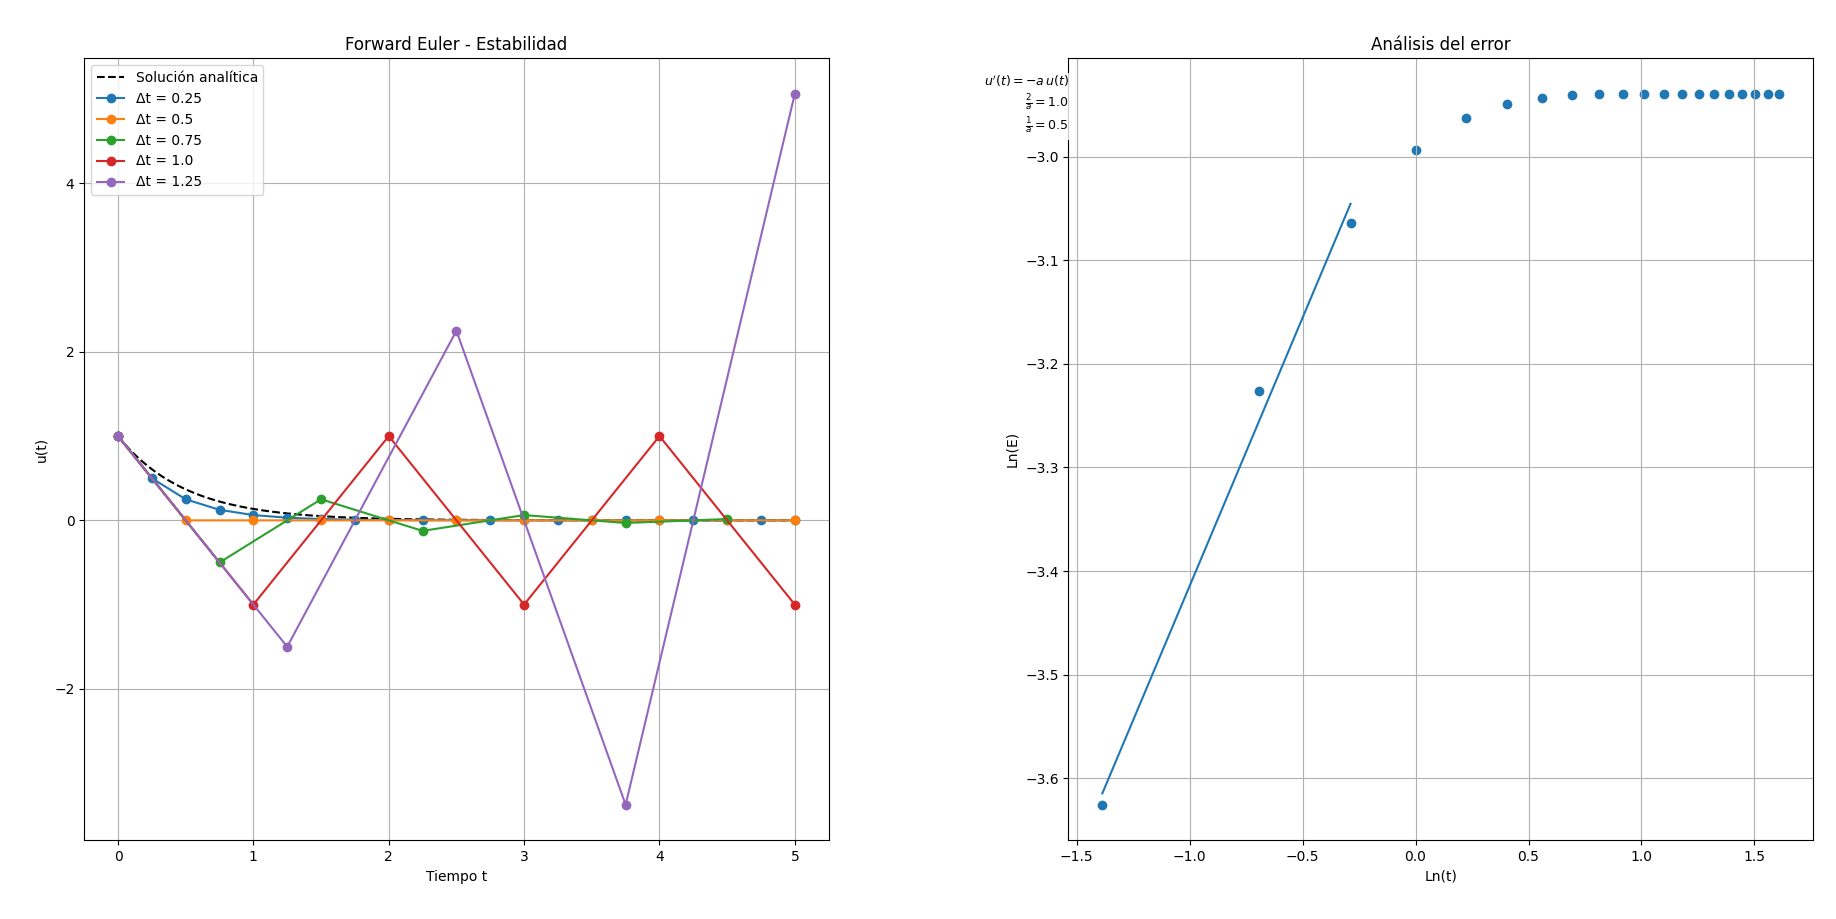 Forward Euler - Estabilidad
Solución analítica
Δt = 0.25
Δt = 0.5
Δt = 0.75
Δt = 1.0
Δt = 1.25
u(t)
4
2
0
−2
0 1 2 3 4 5
Tiempo t
Análisis del error
u'(t) = −a u(t)
2/a = 1.0
1/a = 0.5
Ln(E)
−3.0
−3.1
−3.2
−3.3
−3.4
−3.5
−3.6
−1.5 −1.0 −0.5 0.0 0.5 1.0 1.5
Ln(t)